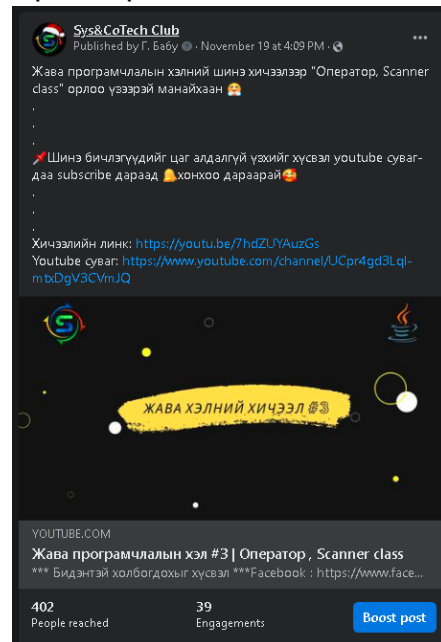 Sys&CoTech Club
Published by Г. Бабу · November 19 at 4:09 PM ·
Жава програмчлалын хэлний шинэ хичээлээр "Оператор, Scanner
class" орлоо үзээрэй манайхаан 🤗
.
.
.
📌Шинэ бичлэгүүдийг цаг алдалгүй үзхийг хүсвэл youtube суваг-
даа subscribe дараад 🔔хонхоо дараарай🥰
.
.
.
Хичээлийн линк: https://youtu.be/7hdZUYAuzGs
Youtube суваг: https://www.youtube.com/channel/UCpr4gd3Lql-
mtxDgV3CVmJQ
ЖАВА ХЭЛНИЙ ХИЧЭЭЛ #3
YOUTUBE.COM
Жава програмчлалын хэл #3 | Оператор , Scanner class
*** Бидэнтэй холбогдохыг хүсвэл ***Facebook : https://www.face...
402
People reached
39
Engagements
Boost post